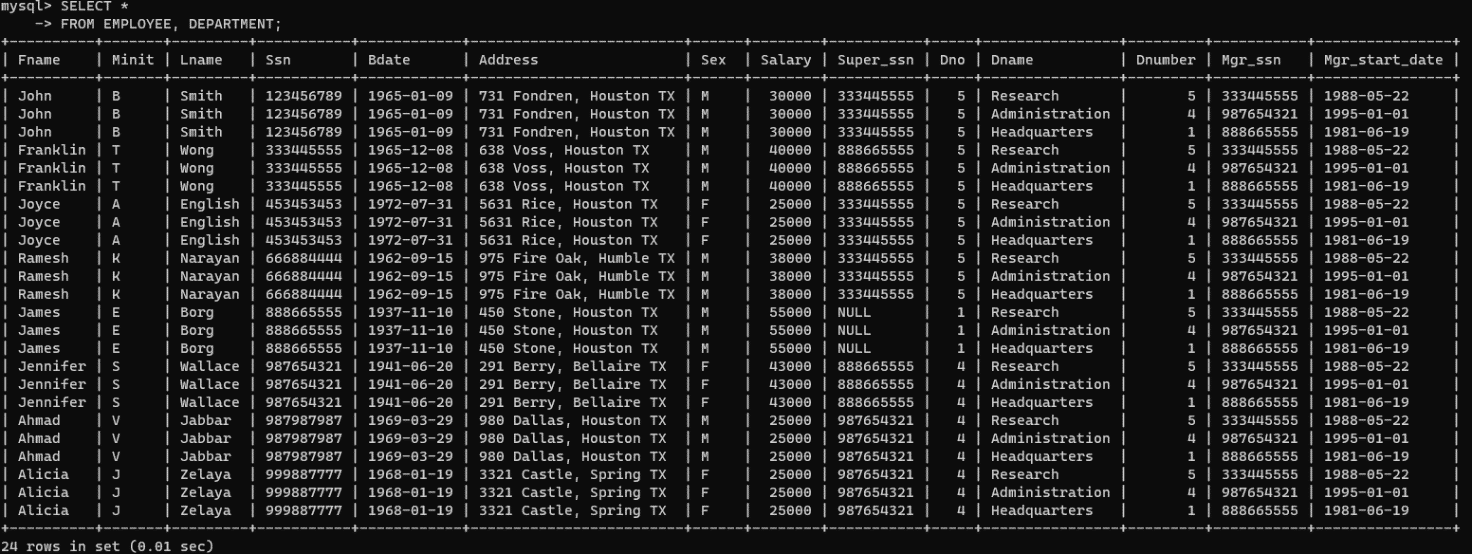 mysql> SELECT *
    -> FROM EMPLOYEE, DEPARTMENT;
+----------+-------+---------+-----------+------------+--------------------------+------+--------+-----------+-----+----------------+---------+-----------+----------------+
| Fname    | Minit | Lname   | Ssn       | Bdate      | Address                  | Sex  | Salary | Super_ssn | Dno | Dname          | Dnumber | Mgr_ssn   | Mgr_start_date |
+----------+-------+---------+-----------+------------+--------------------------+------+--------+-----------+-----+----------------+---------+-----------+----------------+
| John     | B     | Smith   | 123456789 | 1965-01-09 | 731 Fondren, Houston TX  | M    |  30000 | 333445555 |   5 | Research       |       5 | 333445555 | 1988-05-22     |
| John     | B     | Smith   | 123456789 | 1965-01-09 | 731 Fondren, Houston TX  | M    |  30000 | 333445555 |   5 | Administration |       4 | 987654321 | 1995-01-01     |
| John     | B     | Smith   | 123456789 | 1965-01-09 | 731 Fondren, Houston TX  | M    |  30000 | 333445555 |   5 | Headquarters   |       1 | 888665555 | 1981-06-19     |
| Franklin | T     | Wong    | 333445555 | 1965-12-08 | 638 Voss, Houston TX     | M    |  40000 | 888665555 |   5 | Research       |       5 | 333445555 | 1988-05-22     |
| Franklin | T     | Wong    | 333445555 | 1965-12-08 | 638 Voss, Houston TX     | M    |  40000 | 888665555 |   5 | Administration |       4 | 987654321 | 1995-01-01     |
| Franklin | T     | Wong    | 333445555 | 1965-12-08 | 638 Voss, Houston TX     | M    |  40000 | 888665555 |   5 | Headquarters   |       1 | 888665555 | 1981-06-19     |
| Joyce    | A     | English | 453453453 | 1972-07-31 | 5631 Rice, Houston TX    | F    |  25000 | 333445555 |   5 | Research       |       5 | 333445555 | 1988-05-22     |
| Joyce    | A     | English | 453453453 | 1972-07-31 | 5631 Rice, Houston TX    | F    |  25000 | 333445555 |   5 | Administration |       4 | 987654321 | 1995-01-01     |
| Joyce    | A     | English | 453453453 | 1972-07-31 | 5631 Rice, Houston TX    | F    |  25000 | 333445555 |   5 | Headquarters   |       1 | 888665555 | 1981-06-19     |
| Ramesh   | K     | Narayan | 666884444 | 1962-09-15 | 975 Fire Oak, Humble TX  | M    |  38000 | 333445555 |   5 | Research       |       5 | 333445555 | 1988-05-22     |
| Ramesh   | K     | Narayan | 666884444 | 1962-09-15 | 975 Fire Oak, Humble TX  | M    |  38000 | 333445555 |   5 | Administration |       4 | 987654321 | 1995-01-01     |
| Ramesh   | K     | Narayan | 666884444 | 1962-09-15 | 975 Fire Oak, Humble TX  | M    |  38000 | 333445555 |   5 | Headquarters   |       1 | 888665555 | 1981-06-19     |
| James    | E     | Borg    | 888665555 | 1937-11-10 | 450 Stone, Houston TX    | M    |  55000 | NULL      |   1 | Research       |       5 | 333445555 | 1988-05-22     |
| James    | E     | Borg    | 888665555 | 1937-11-10 | 450 Stone, Houston TX    | M    |  55000 | NULL      |   1 | Administration |       4 | 987654321 | 1995-01-01     |
| James    | E     | Borg    | 888665555 | 1937-11-10 | 450 Stone, Houston TX    | M    |  55000 | NULL      |   1 | Headquarters   |       1 | 888665555 | 1981-06-19     |
| Jennifer | S     | Wallace | 987654321 | 1941-06-20 | 291 Berry, Bellaire TX   | F    |  43000 | 888665555 |   4 | Research       |       5 | 333445555 | 1988-05-22     |
| Jennifer | S     | Wallace | 987654321 | 1941-06-20 | 291 Berry, Bellaire TX   | F    |  43000 | 888665555 |   4 | Administration |       4 | 987654321 | 1995-01-01     |
| Jennifer | S     | Wallace | 987654321 | 1941-06-20 | 291 Berry, Bellaire TX   | F    |  43000 | 888665555 |   4 | Headquarters   |       1 | 888665555 | 1981-06-19     |
| Ahmad    | V     | Jabbar  | 987987987 | 1969-03-29 | 980 Dallas, Houston TX   | M    |  25000 | 987654321 |   4 | Research       |       5 | 333445555 | 1988-05-22     |
| Ahmad    | V     | Jabbar  | 987987987 | 1969-03-29 | 980 Dallas, Houston TX   | M    |  25000 | 987654321 |   4 | Administration |       4 | 987654321 | 1995-01-01     |
| Ahmad    | V     | Jabbar  | 987987987 | 1969-03-29 | 980 Dallas, Houston TX   | M    |  25000 | 987654321 |   4 | Headquarters   |       1 | 888665555 | 1981-06-19     |
| Alicia   | J     | Zelaya  | 999887777 | 1968-01-19 | 3321 Castle, Spring TX   | F    |  25000 | 987654321 |   4 | Research       |       5 | 333445555 | 1988-05-22     |
| Alicia   | J     | Zelaya  | 999887777 | 1968-01-19 | 3321 Castle, Spring TX   | F    |  25000 | 987654321 |   4 | Administration |       4 | 987654321 | 1995-01-01     |
| Alicia   | J     | Zelaya  | 999887777 | 1968-01-19 | 3321 Castle, Spring TX   | F    |  25000 | 987654321 |   4 | Headquarters   |       1 | 888665555 | 1981-06-19     |
+----------+-------+---------+-----------+------------+--------------------------+------+--------+-----------+-----+----------------+---------+-----------+----------------+
24 rows in set (0.01 sec)